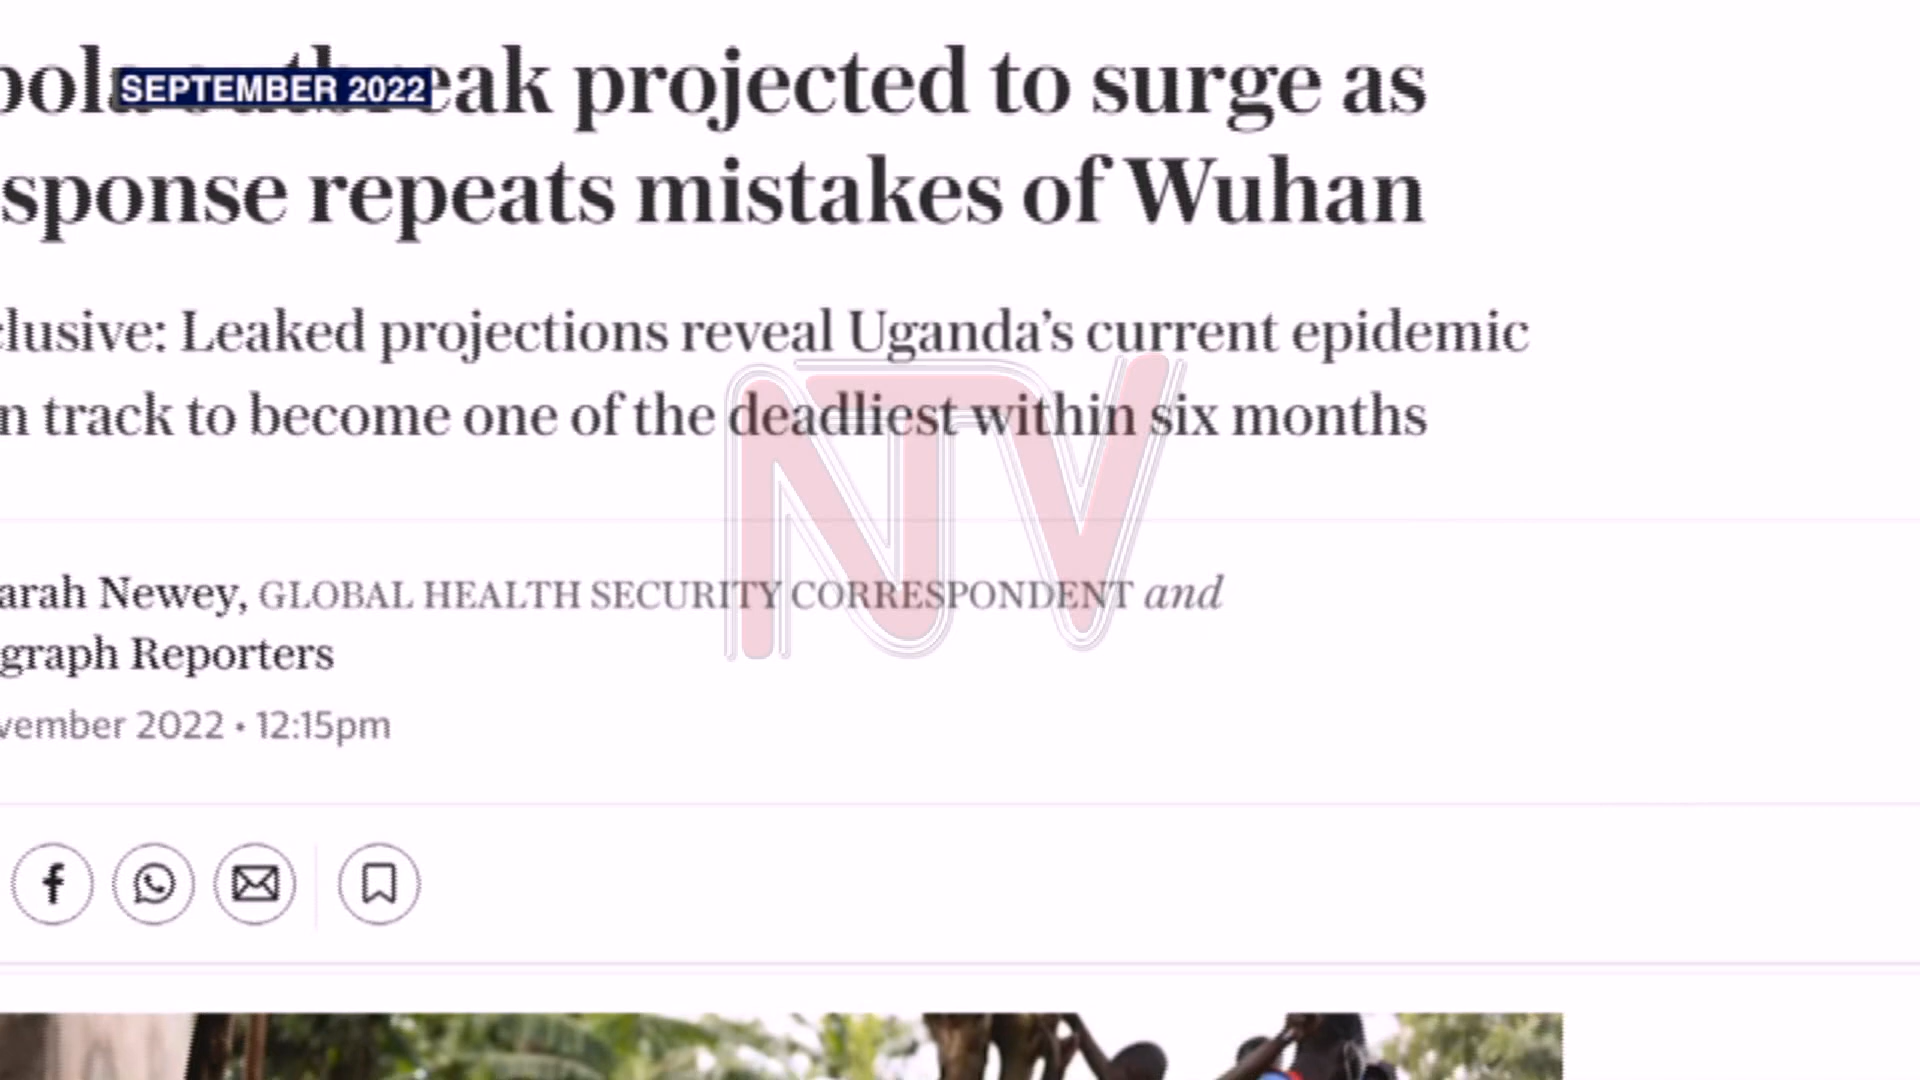 SEPTEMBER 2022
projected to surge as
sponse repeats mistakes of Wuhan
clusive: Leaked projections reveal Uganda's current epidemic
n track to become one of the deadliest within six months
NTV
arah Newey, GLOBAL HEALTH SECURITY CORRESPONDENT and
graph Reporters
vember 2022 • 12:15pm